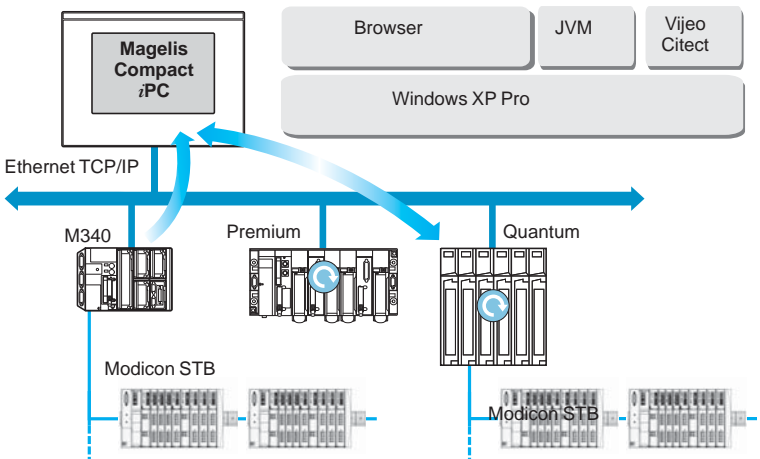 Magelis
Compact
iPC
Browser
JVM
Vijeo
Citect
Windows XP Pro
Ethernet TCP/IP
M340
Premium
Quantum
Modicon STB
Modicon STB